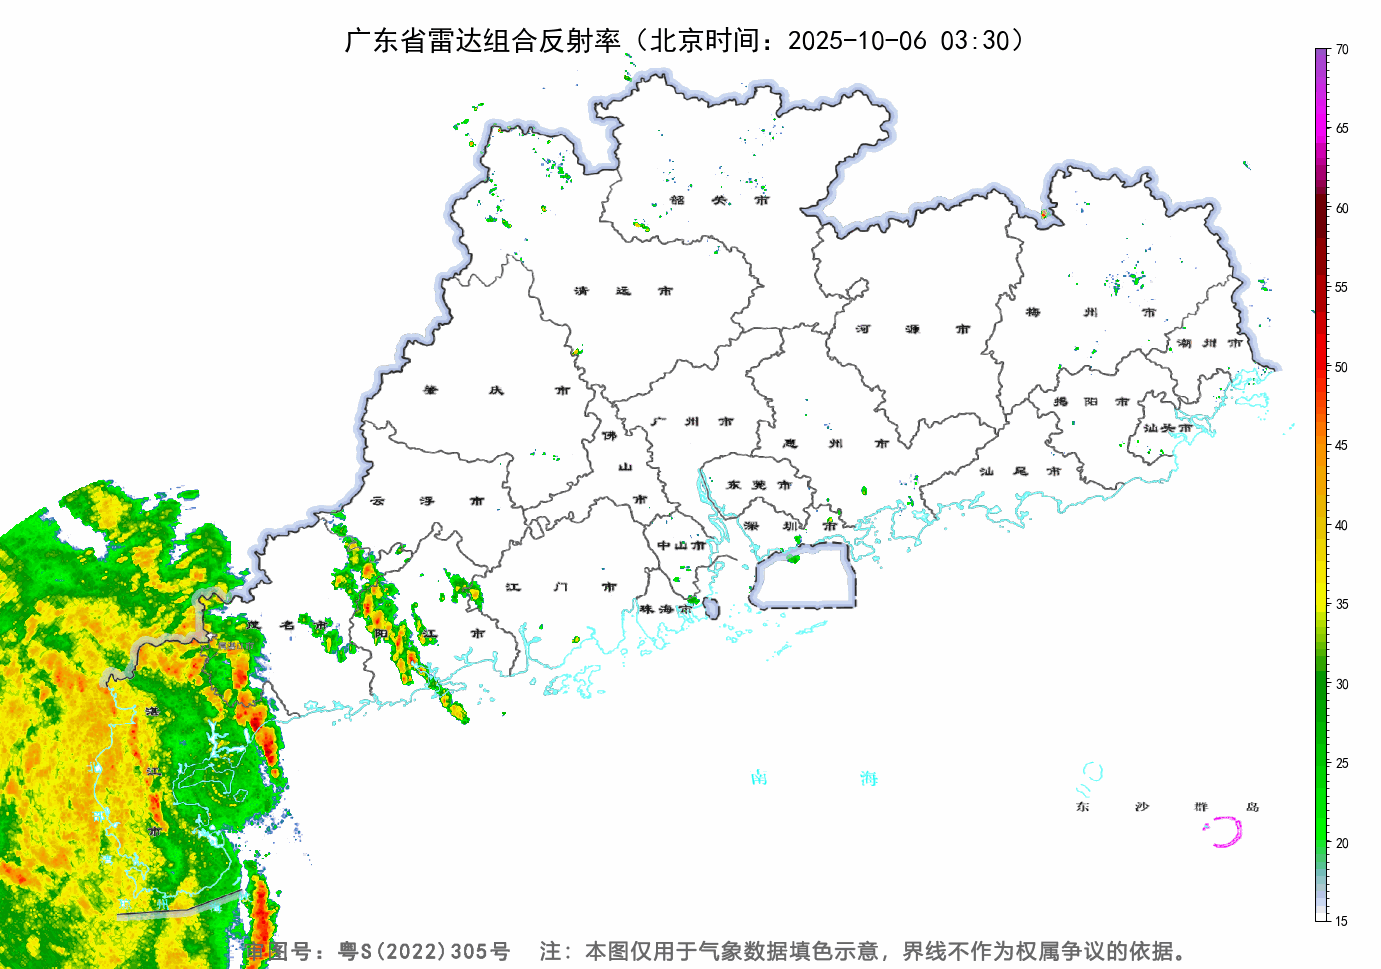 广东省雷达组合反射率（北京时间：2025-10-06 03:30）
70
65
60
55
50
45
40
35
30
25
20
15
韶关市
清远市
河源市
梅州市
潮州市
肇庆市
广州市
佛山市
惠州市
揭阳市
汕头市
汕尾市
云浮市
东莞市
深圳市
中山市
江门市
珠海市
茂名市
阳江市
湛江市
南海
东沙群岛
审图号：粤S(2022)305号 注：本图仅用于气象数据填色示意，界线不作为权属争议的依据。